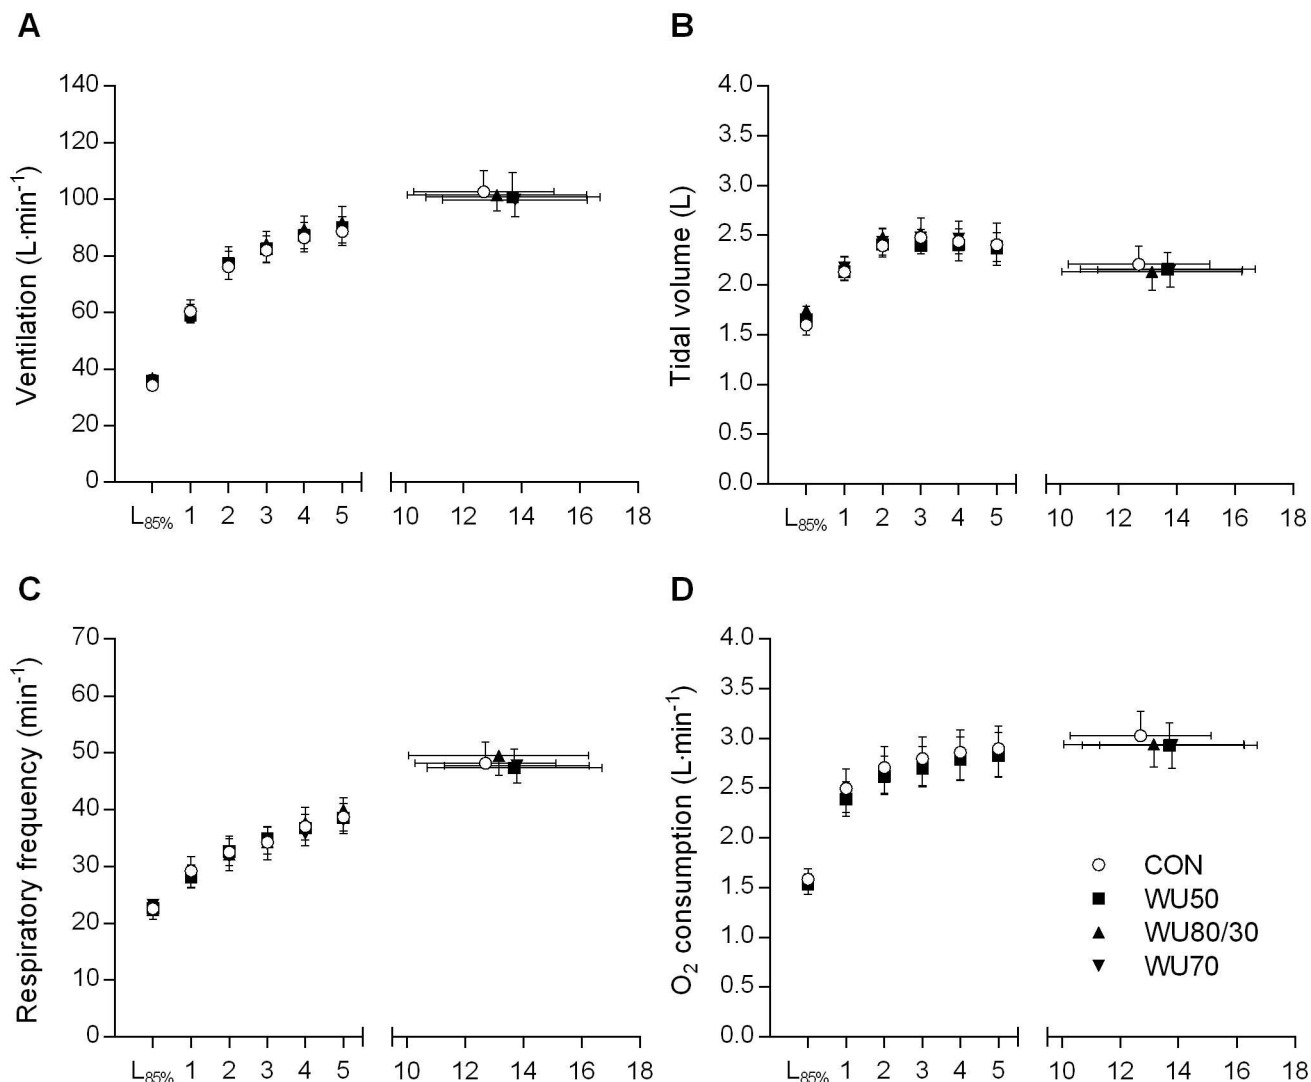 A
Ventilation (L·min⁻¹)
140
120
100
80
60
40
20
0
L85% 1 2 3 4 5 10 12 14 16 18
B
Tidal volume (L)
4.0
3.5
3.0
2.5
2.0
1.5
1.0
0.5
0.0
L85% 1 2 3 4 5 10 12 14 16 18
C
Respiratory frequency (min⁻¹)
70
60
50
40
30
20
10
0
L85% 1 2 3 4 5 10 12 14 16 18
D
O₂ consumption (L·min⁻¹)
4.0
3.5
3.0
2.5
2.0
1.5
1.0
0.5
0.0
CON
WU50
WU80/30
WU70
L85% 1 2 3 4 5 10 12 14 16 18